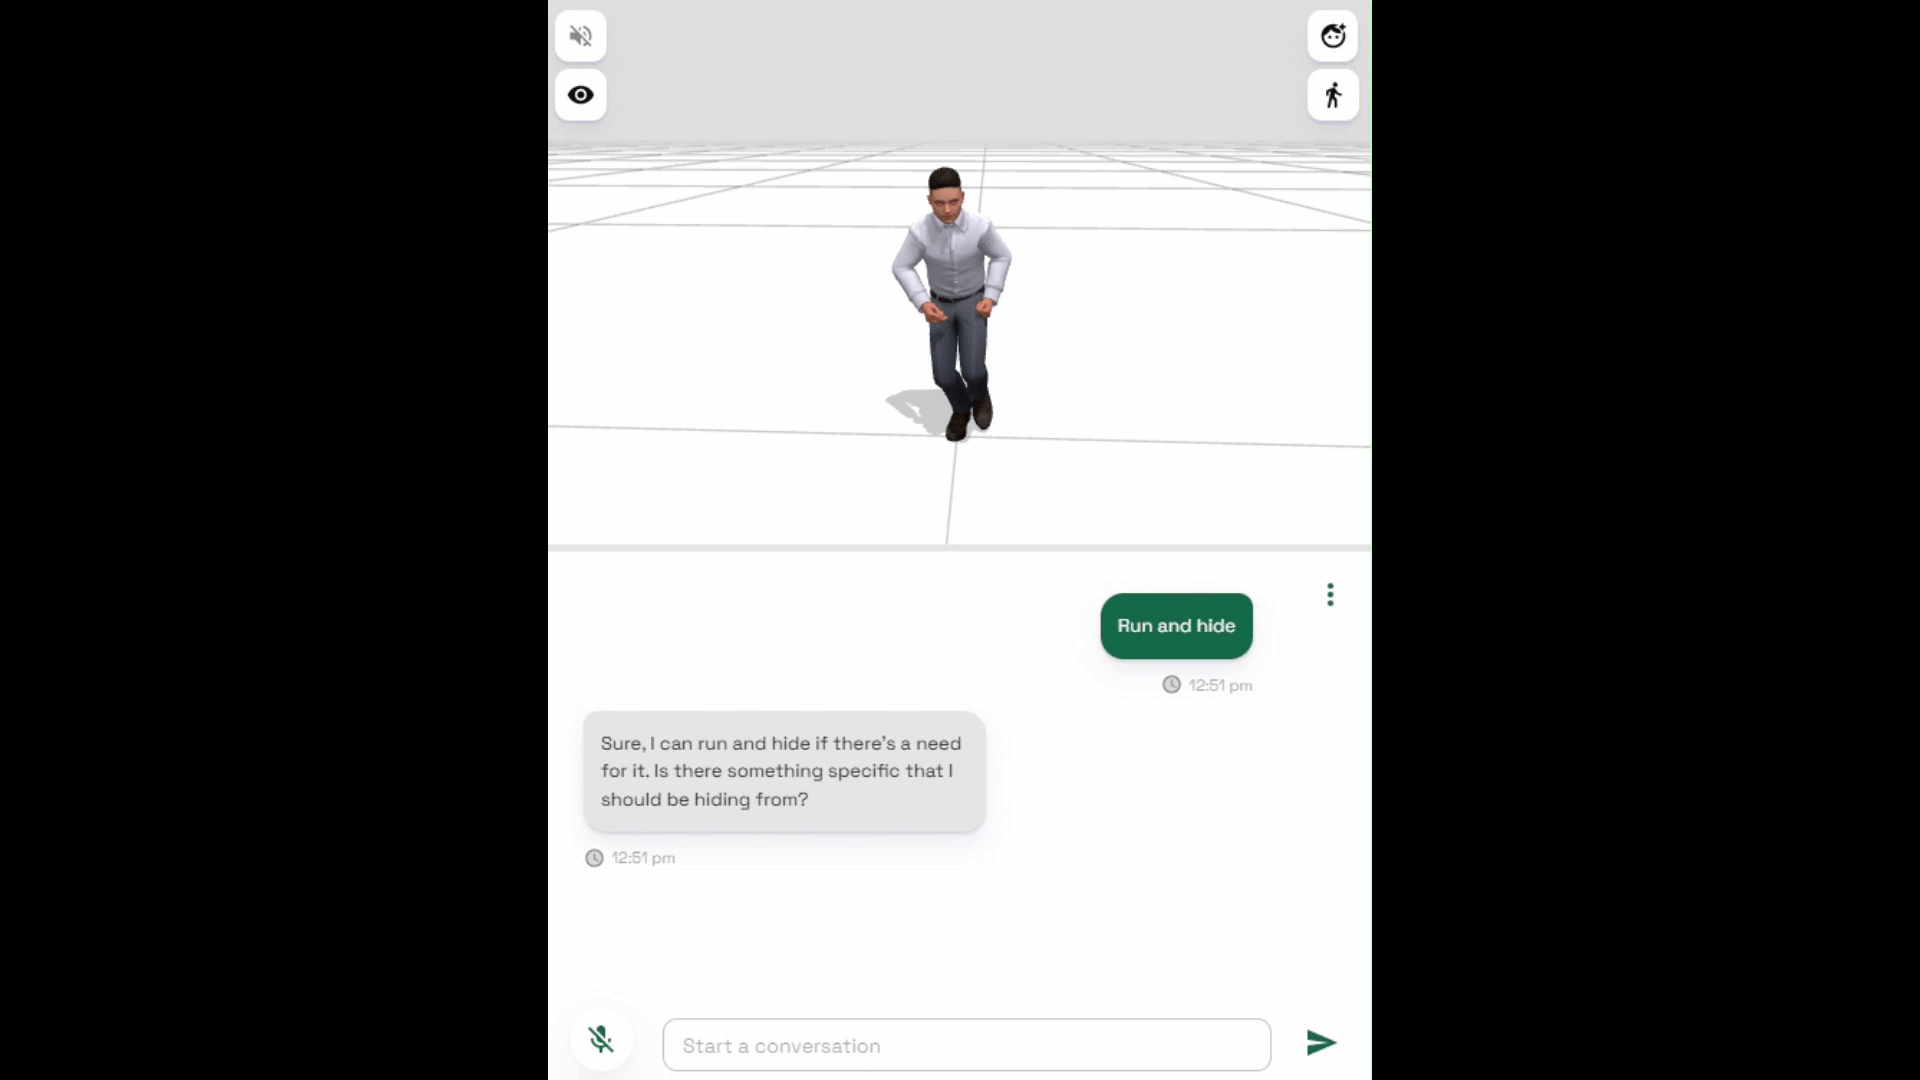 Run and hide
12:51 pm
Sure, I can run and hide if there's a need
for it. Is there something specific that I
should be hiding from?
12:51 pm
Start a conversation